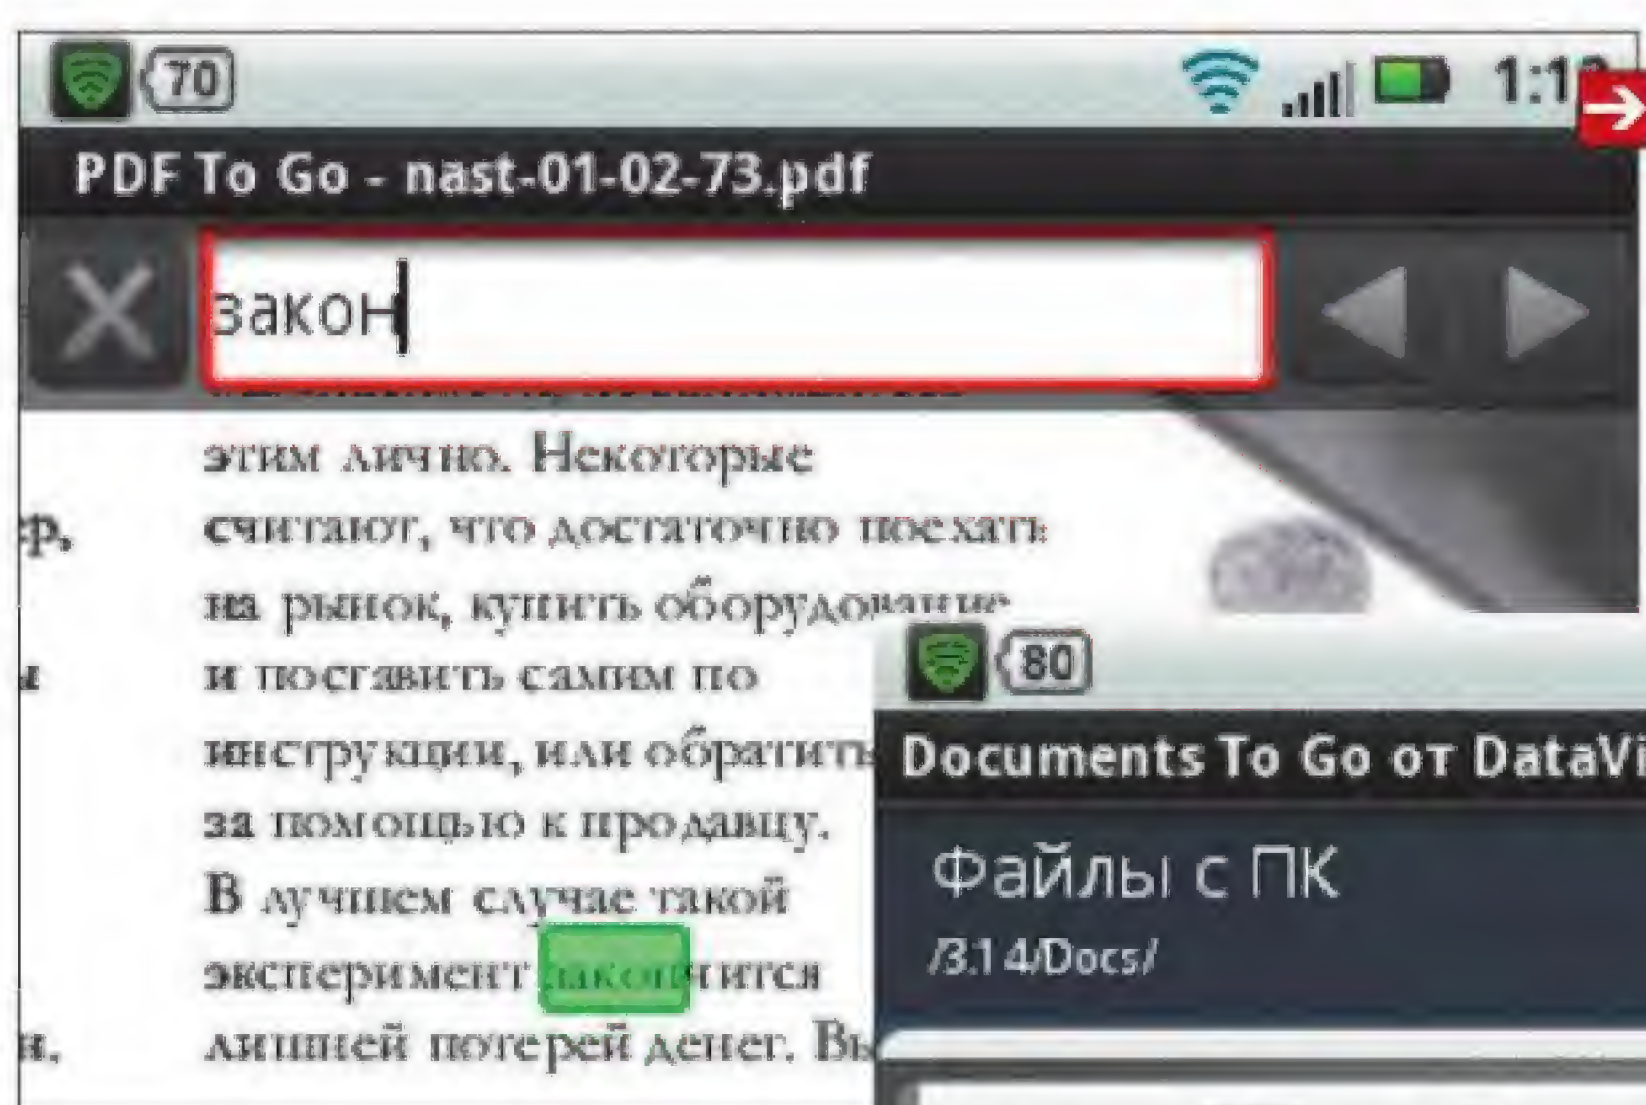 70
PDF To Go - nast-01-02-73.pdf
закон
этим лично. Некоторые
р,
считают, что достаточно поехать
на рынок, купить оборудование
и поставить самим по
инструкции, или обратить
за помощью к продавцу.
В лучшем случае такой
эксперимент закончится
н,
лишней потерей денег. Вы
80
Documents To Go от DataVi
Файлы с ПК
/3.14/Docs/